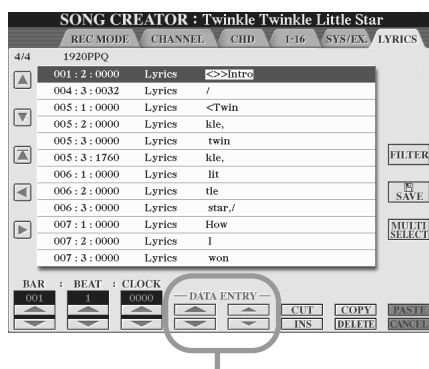 SONG CREATOR : Twinkle Twinkle Little Star
REC MODE CHANNEL CHD 1-16 SYS/EX. LYRICS
4/4 1920PPQ
001 : 2 : 0000 Lyrics <>>Intro
004 : 3 : 0032 Lyrics /
005 : 1 : 0000 Lyrics <Twin
005 : 2 : 0000 Lyrics kle,
005 : 3 : 0000 Lyrics twin
005 : 3 : 1760 Lyrics kle,
006 : 1 : 0000 Lyrics lit
006 : 2 : 0000 Lyrics tle
006 : 3 : 0000 Lyrics star,/
007 : 1 : 0000 Lyrics How
007 : 2 : 0000 Lyrics I
007 : 3 : 0000 Lyrics won
FILTER
SAVE
MULTI SELECT
BAR : BEAT : CLOCK
001 1 0000 DATA ENTRY
CUT COPY PASTE
INS DELETE CANCEL